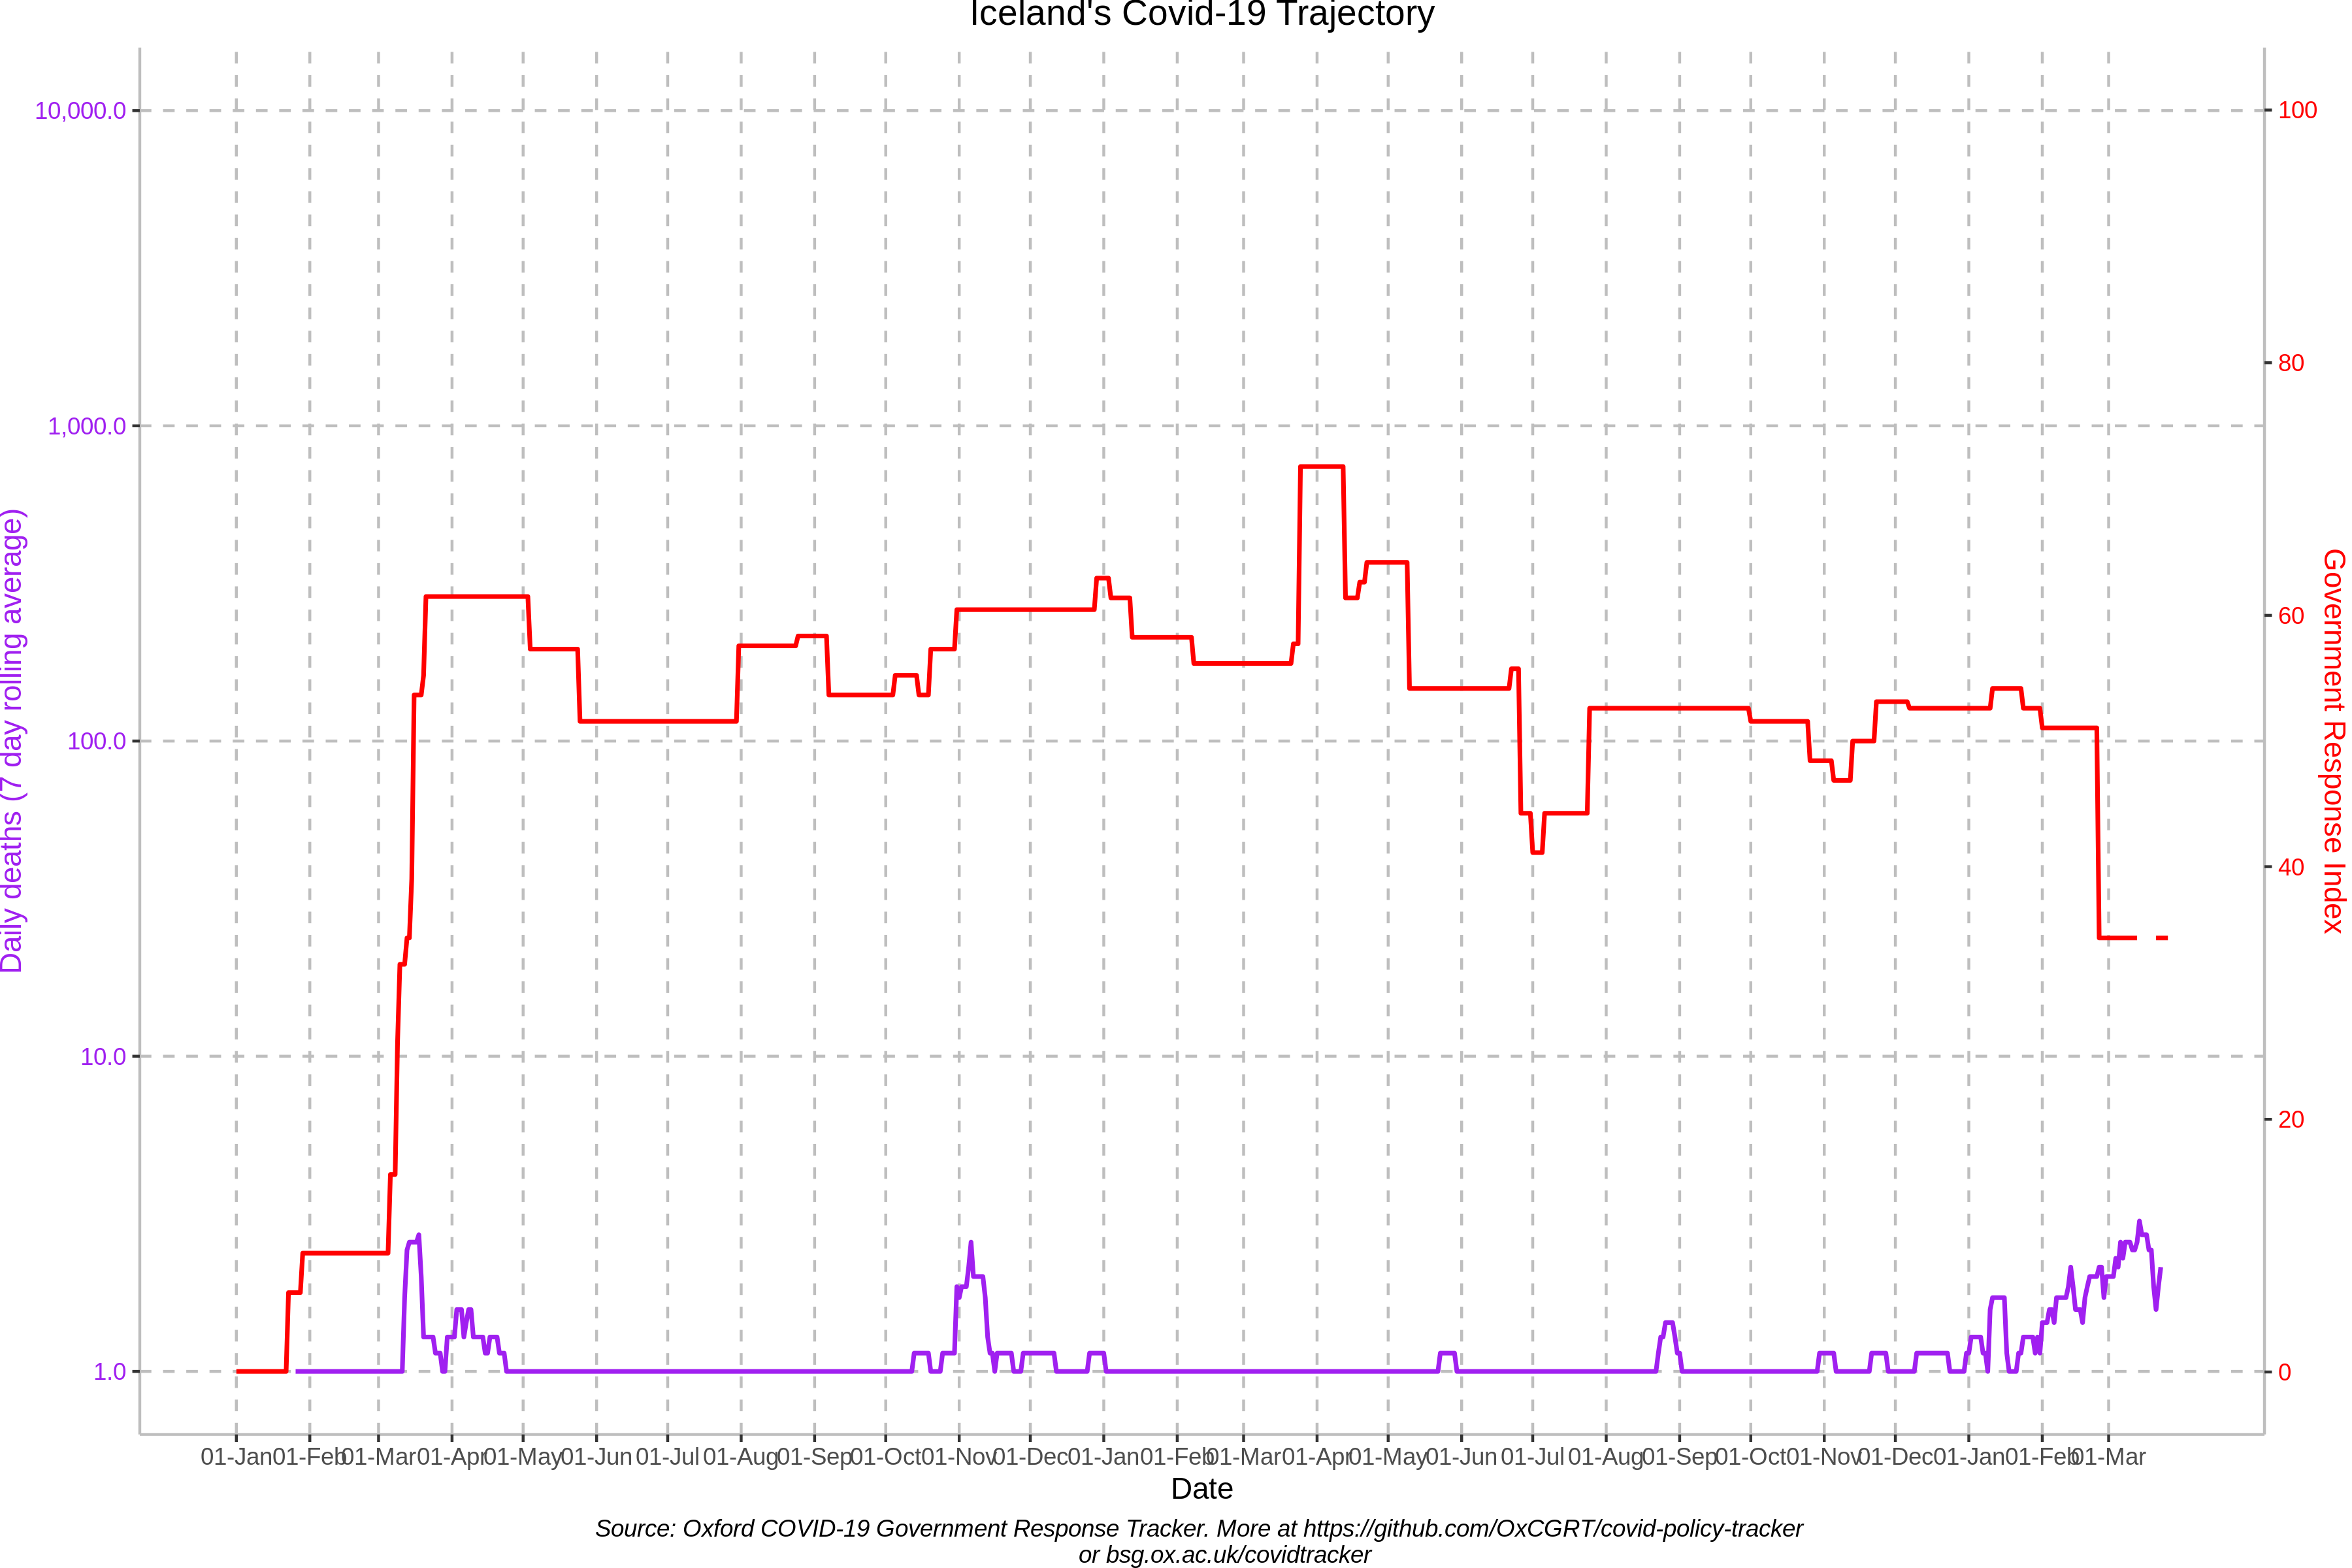 Iceland's Covid-19 Trajectory
10,000.0
1,000.0
100.0
10.0
1.0
Daily deaths (7 day rolling average)
100
80
60
40
20
0
Government Response Index
01-Jan 01-Feb 01-Mar 01-Apr 01-May 01-Jun 01-Jul 01-Aug 01-Sep 01-Oct 01-Nov 01-Dec 01-Jan 01-Feb 01-Mar 01-Apr 01-May 01-Jun 01-Jul 01-Aug 01-Sep 01-Oct 01-Nov 01-Dec 01-Jan 01-Feb 01-Mar
Date
Source: Oxford COVID-19 Government Response Tracker. More at https://github.com/OxCGRT/covid-policy-tracker
or bsg.ox.ac.uk/covidtracker